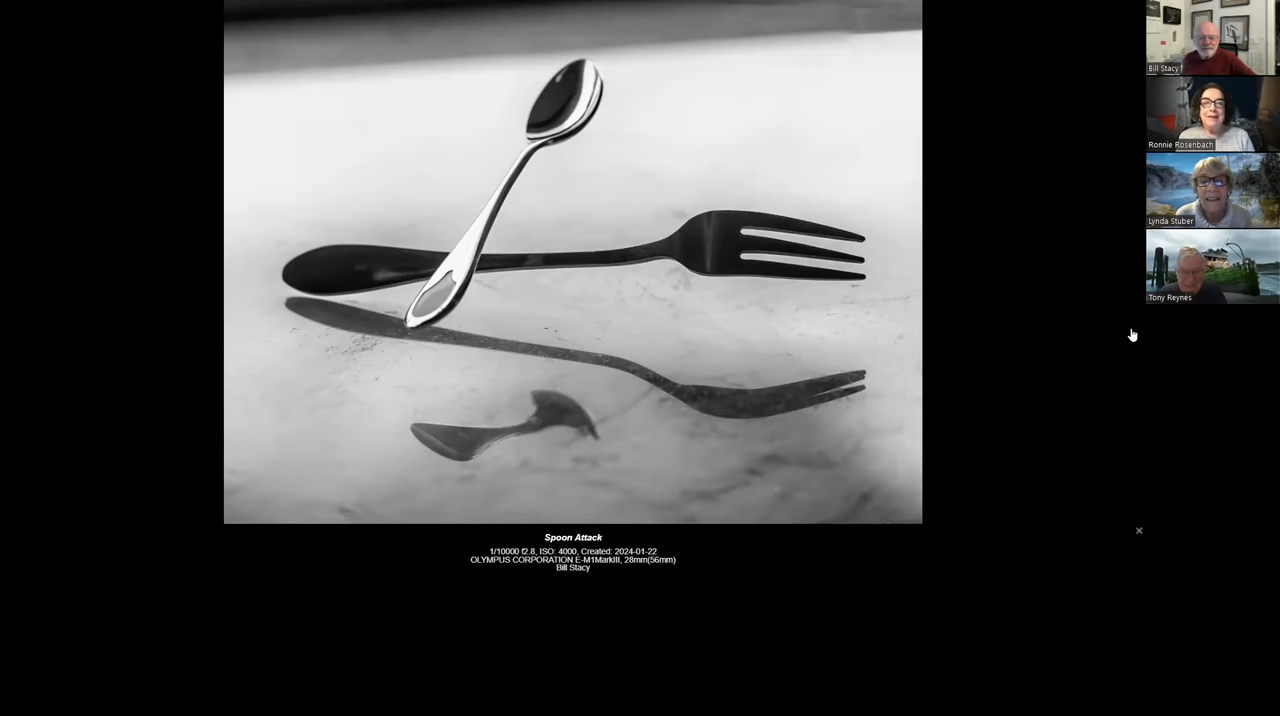 Bill Stacy
Ronnie Rosenbach
Lynda Stuber
Tony Reynes
Spoon Attack
1/10000 f2.8, ISO: 4000, Created: 2024-01-22
OLYMPUS CORPORATION E-M1MarkIII, 28mm(56mm)
Bill Stacy